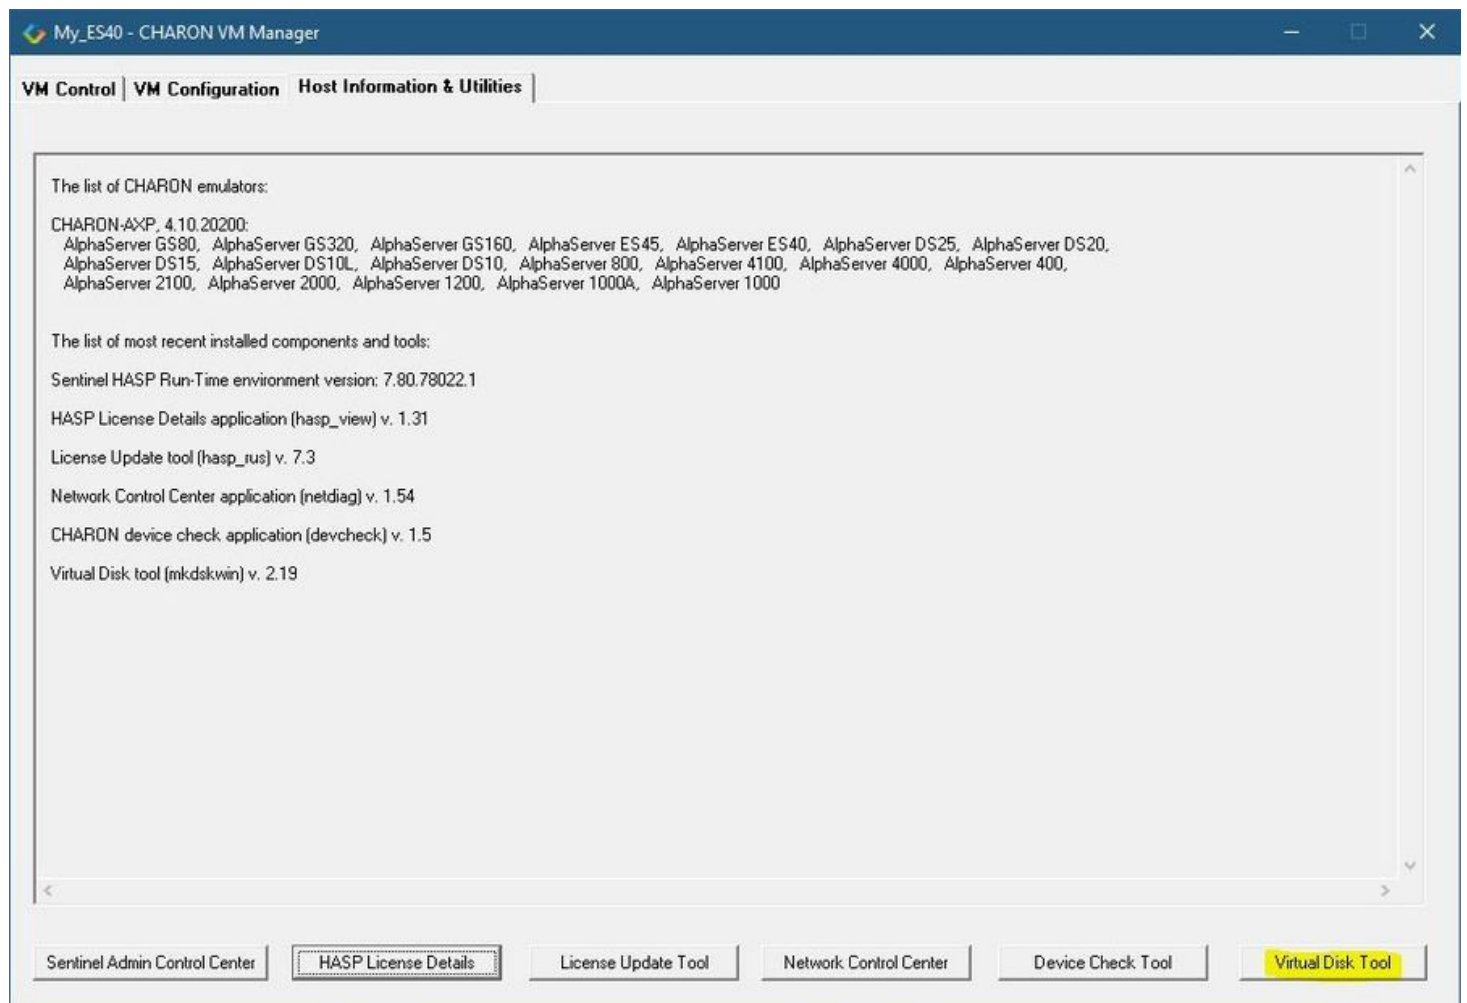 My_ES40 - CHARON VM Manager
VM Control VM Configuration Host Information & Utilities
The list of CHARON emulators:
CHARON-AXP, 4.10.20200:
AlphaServer GS80, AlphaServer GS320, AlphaServer GS160, AlphaServer ES45, AlphaServer ES40, AlphaServer DS25, AlphaServer DS20,
AlphaServer DS15, AlphaServer DS10L, AlphaServer DS10, AlphaServer 800, AlphaServer 4100, AlphaServer 4000, AlphaServer 400,
AlphaServer 2100, AlphaServer 2000, AlphaServer 1200, AlphaServer 1000A, AlphaServer 1000
The list of most recent installed components and tools:
Sentinel HASP Run-Time environment version: 7.80.78022.1
HASP License Details application (hasp_view) v. 1.31
License Update tool (hasp_rus) v. 7.3
Network Control Center application (netdiag) v. 1.54
CHARON device check application (devcheck) v. 1.5
Virtual Disk tool (mkdskwin) v. 2.19
Sentinel Admin Control Center HASP License Details License Update Tool Network Control Center Device Check Tool Virtual Disk Tool